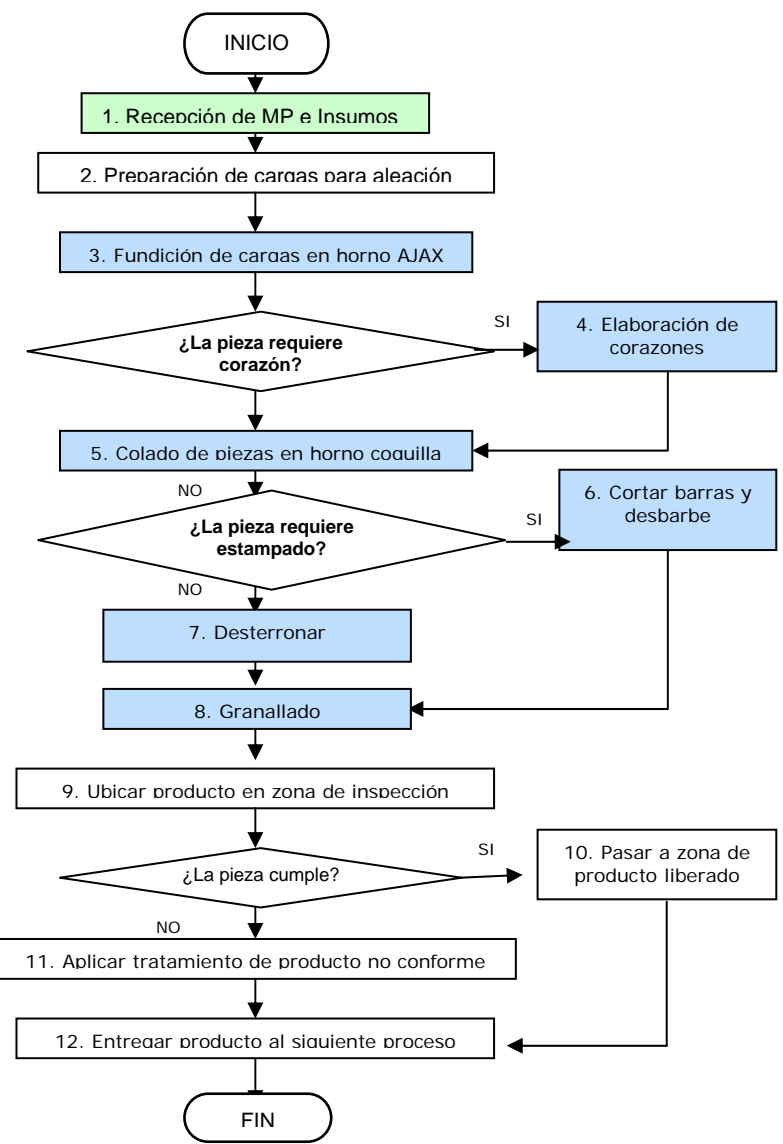 INICIO
1. Recepción de MP e Insumos
2. Preparación de cargas para aleación
3. Fundición de cargas en horno AJAX
¿La pieza requiere
corazón?
SI
4. Elaboración de
corazones
5. Colado de piezas en horno coquilla
NO
¿La pieza requiere
estampado?
SI
6. Cortar barras y
desbarbe
NO
7. Desterronar
8. Granallado
9. Ubicar producto en zona de inspección
¿La pieza cumple?
SI
10. Pasar a zona de
producto liberado
NO
11. Aplicar tratamiento de producto no conforme
12. Entregar producto al siguiente proceso
FIN